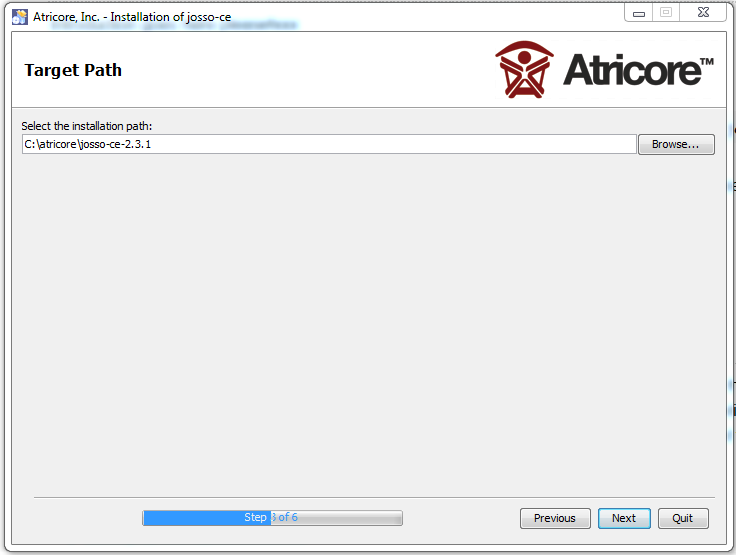 Atricore, Inc. - Installation of josso-ce
Target Path
Atricore™
Select the installation path:
C:\atricore\josso-ce-2.3.1
Browse...
Step 3 of 6
Previous
Next
Quit